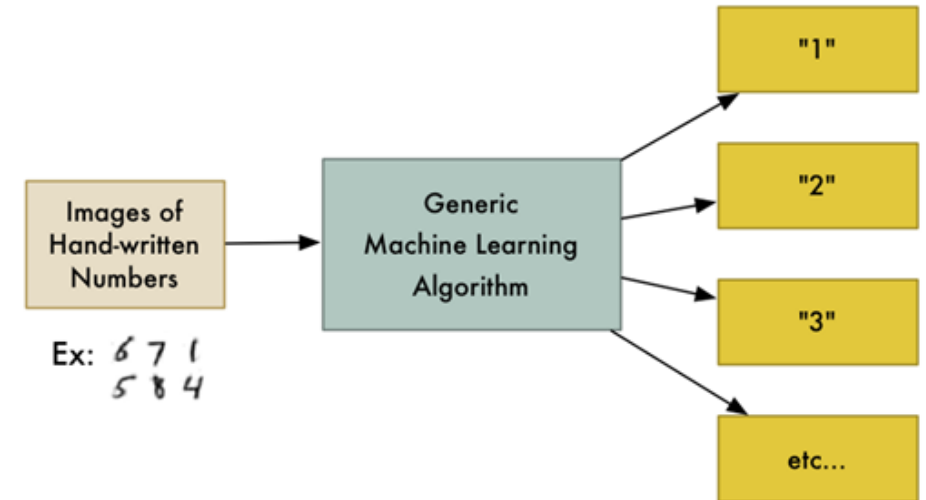 Images of
Hand-written
Numbers
Ex: 6 7 1
5 8 4
Generic
Machine Learning
Algorithm
"1"
"2"
"3"
etc...